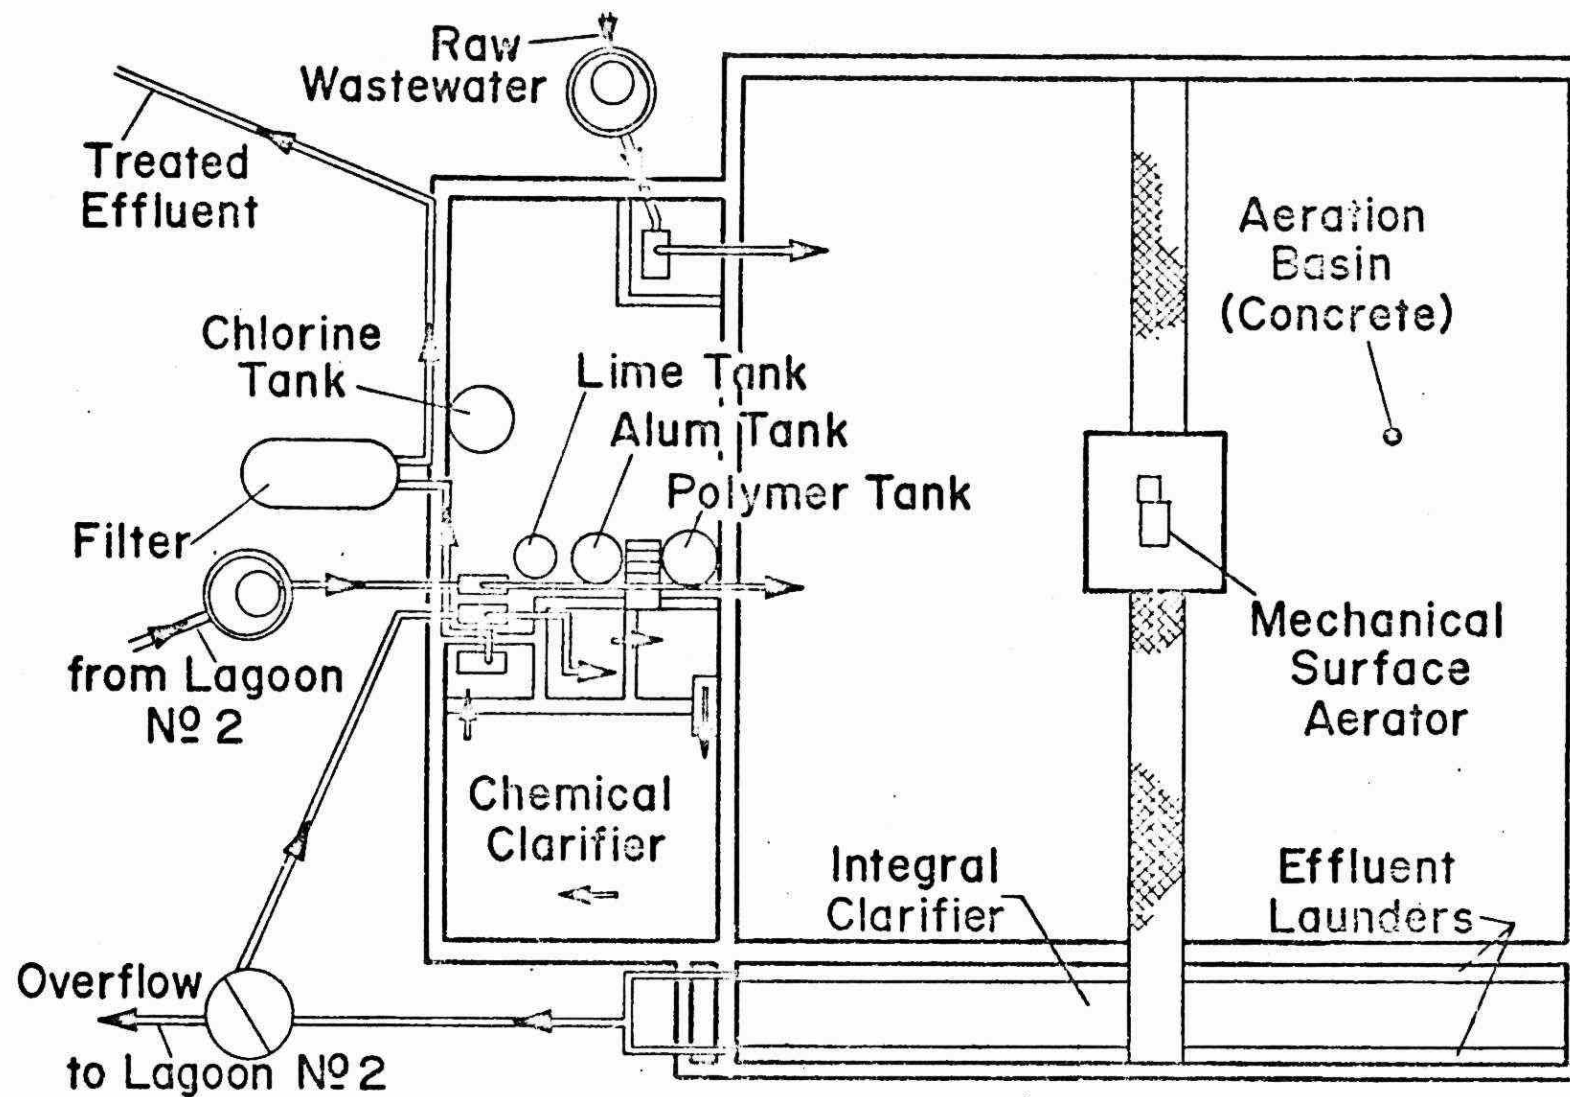 Raw
Wastewater
Treated
Effluent
Aeration
Basin
(Concrete)
Chlorine
Tank
Lime Tank
Alum Tank
Polymer Tank
Filter
from Lagoon
Nº 2
Mechanical
Surface
Aerator
Chemical
Clarifier
Integral
Clarifier
Effluent
Launders
Overflow
to Lagoon Nº 2